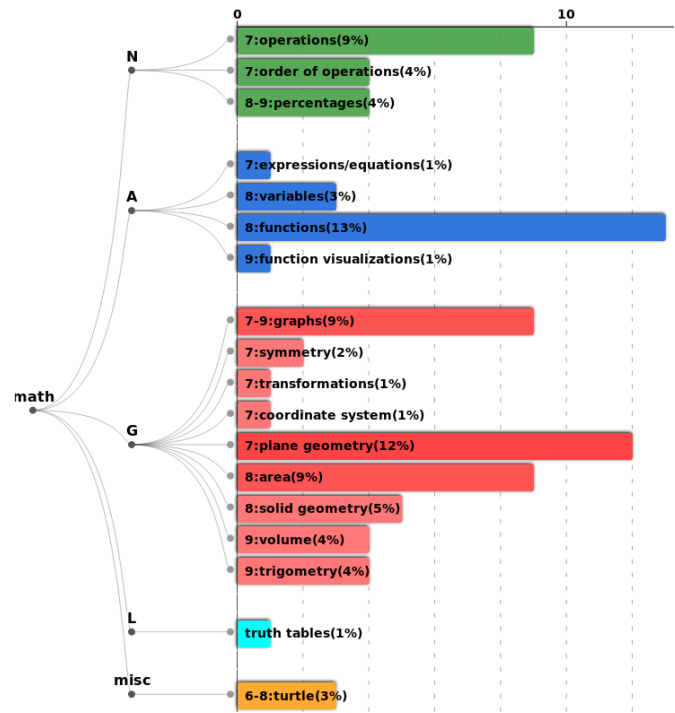 0 10
N
7:operations(9%)
7:order of operations(4%)
8-9:percentages(4%)
A
7:expressions/equations(1%)
8:variables(3%)
8:functions(13%)
9:function visualizations(1%)
math
G
7-9:graphs(9%)
7:symmetry(2%)
7:transformations(1%)
7:coordinate system(1%)
7:plane geometry(12%)
8:area(9%)
8:solid geometry(5%)
9:volume(4%)
9:trigometry(4%)
L
truth tables(1%)
misc
6-8:turtle(3%)